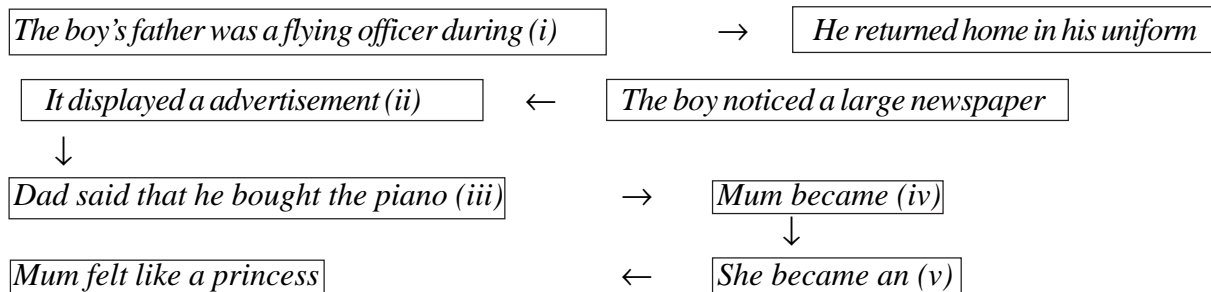 The boy's father was a flying officer during (i) → He returned home in his uniform
It displayed a advertisement (ii) ← The boy noticed a large newspaper
↓
Dad said that he bought the piano (iii) → Mum became (iv)
↓
Mum felt like a princess ← She became an (v)